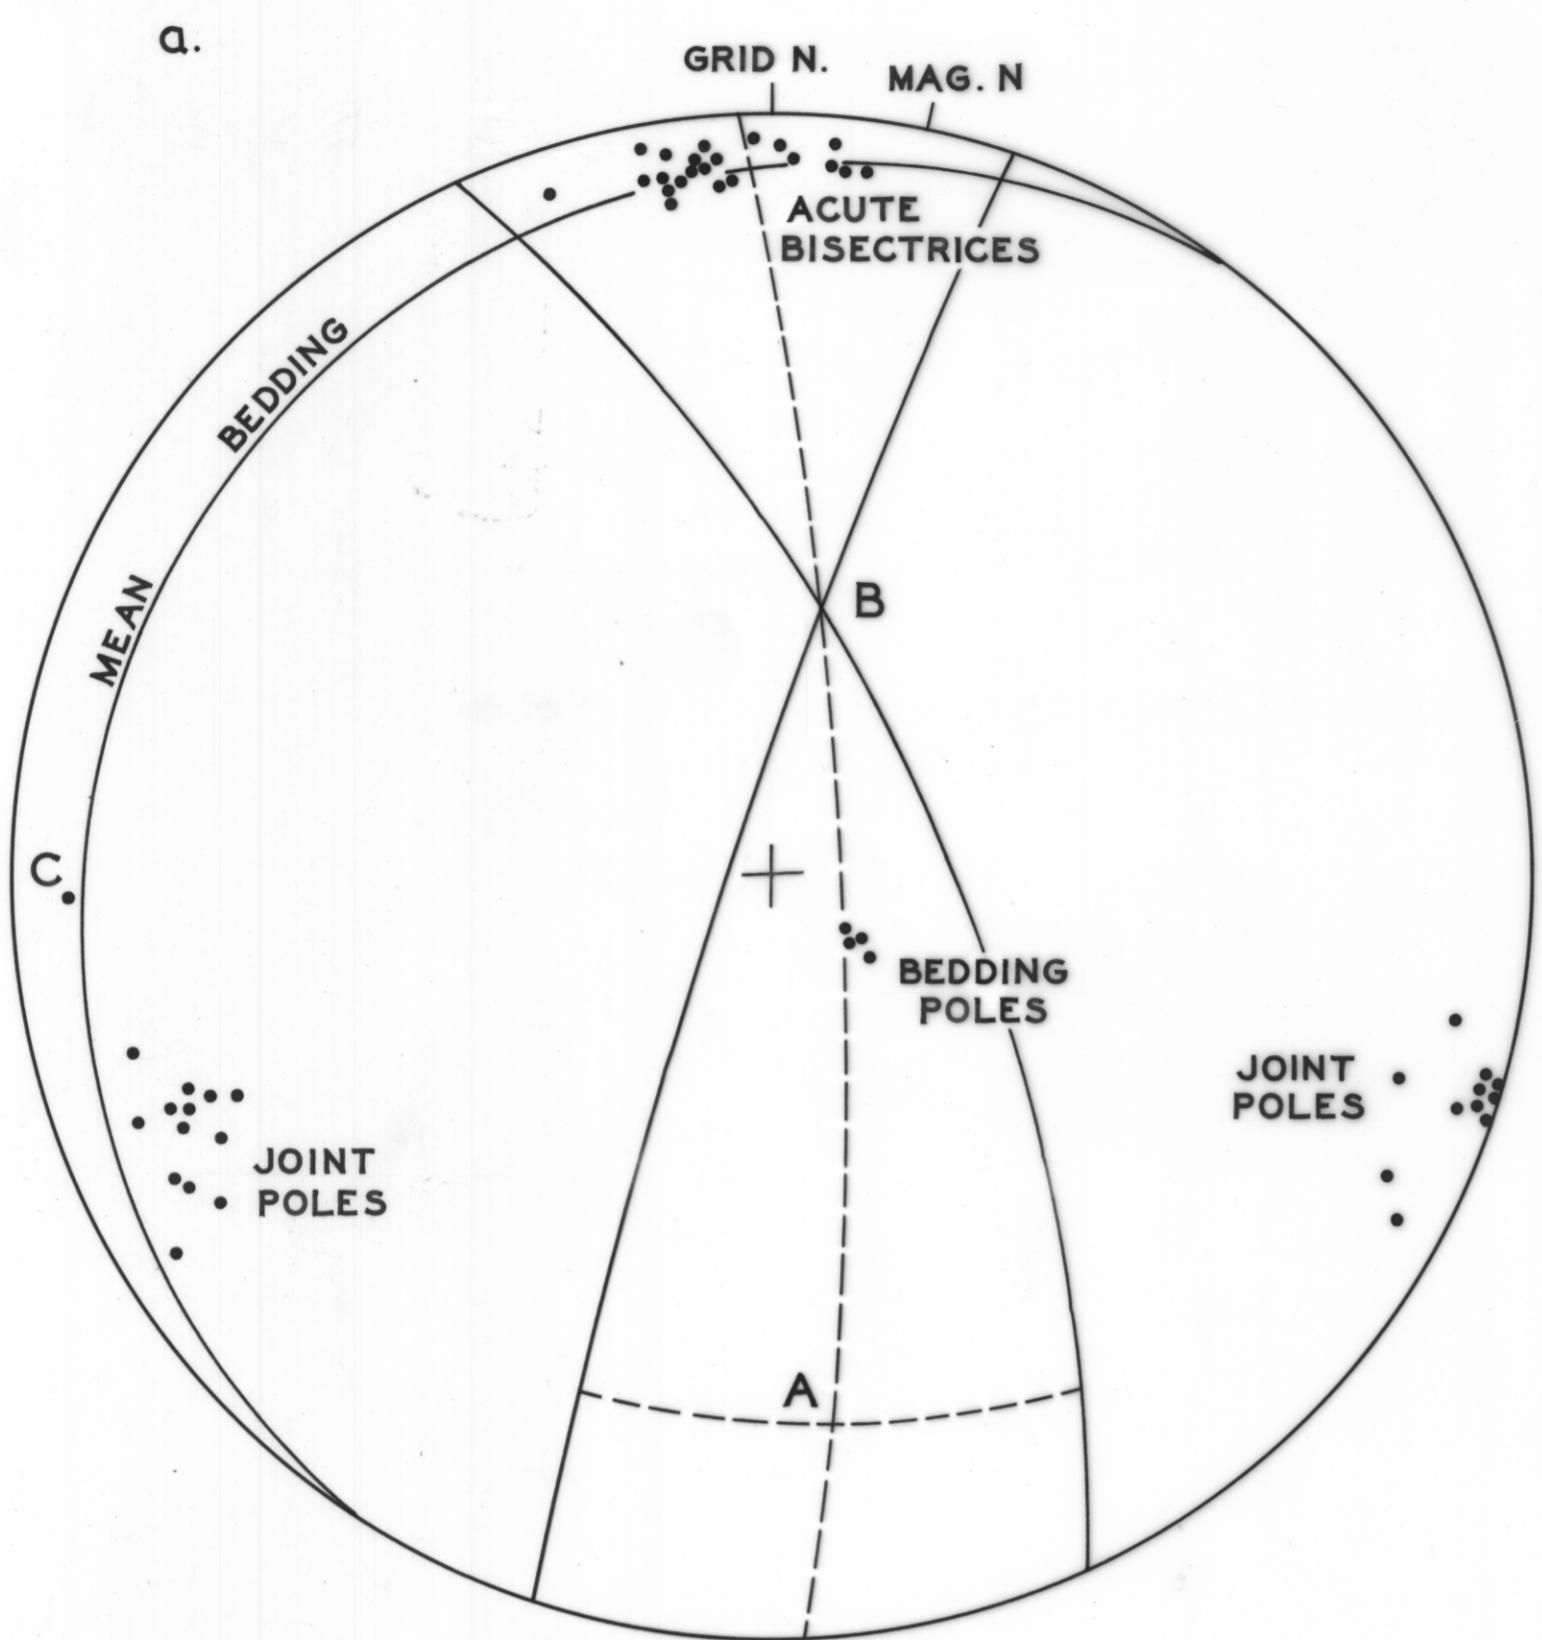 a.
GRID N.
MAG. N
ACUTE
BISECTRICES
BEDDING
MEAN
B
C
BEDDING
POLES
JOINT
POLES
JOINT
POLES
A